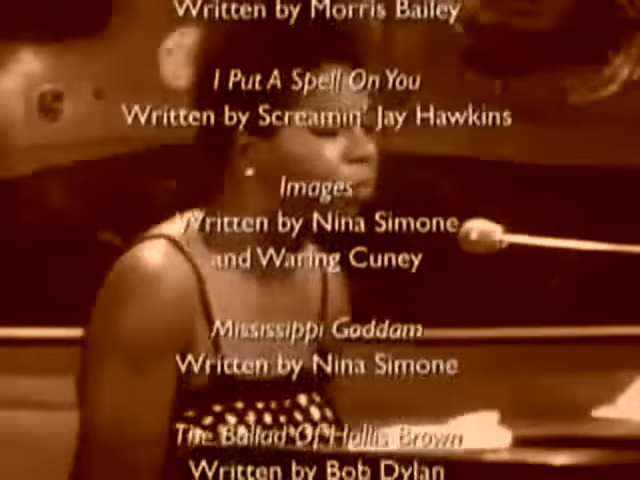 Written by Morris Bailey
I Put A Spell On You
Written by Screamin' Jay Hawkins
Images
Written by Nina Simone
and Waring Cuney
Mississippi Goddam
Written by Nina Simone
The Ballad Of Hollis Brown
Written by Bob Dylan